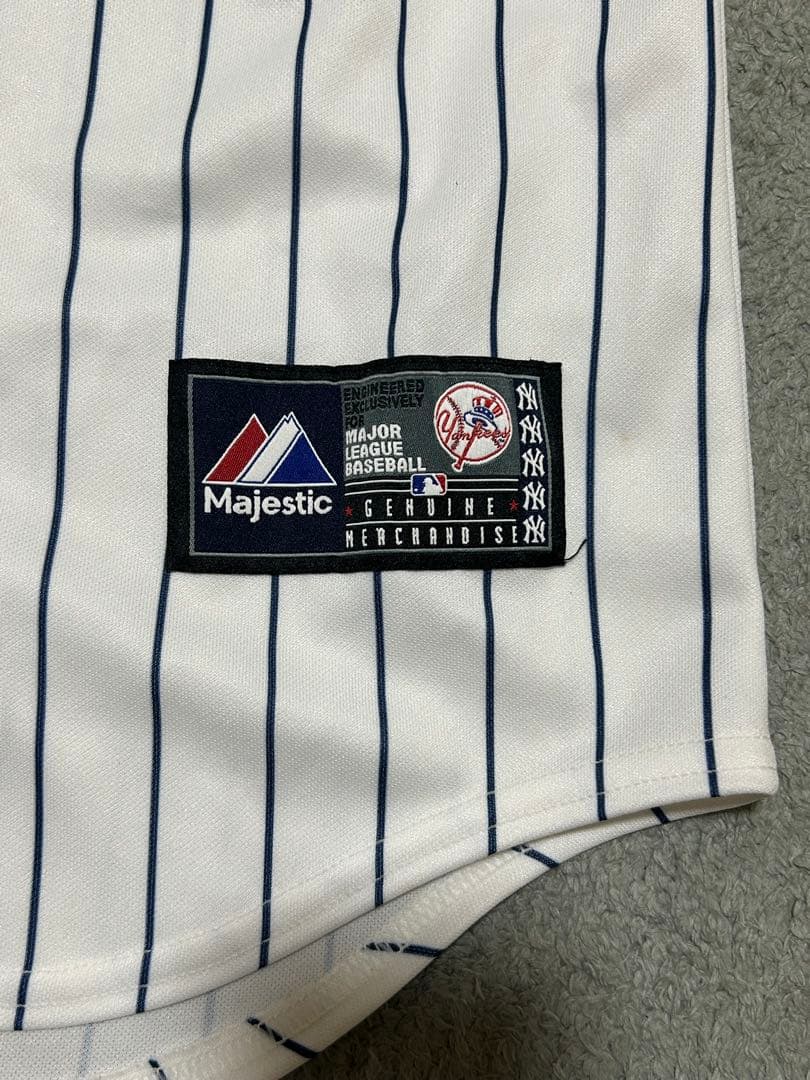 Majestic
ENGINEERED
EXCLUSIVELY
FOR
MAJOR
LEAGUE
BASEBALL
Yankees
GENUINE
MERCHANDISE
NY
NY
NY
NY
NY